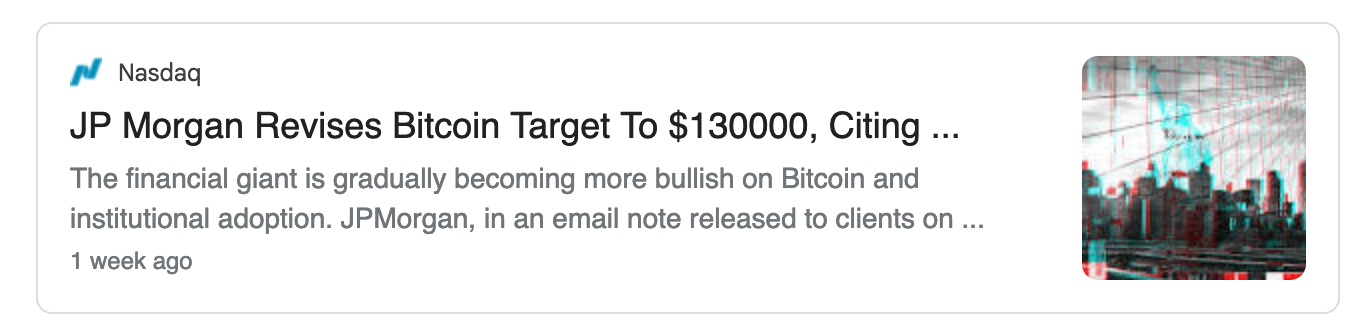 Nasdaq
JP Morgan Revises Bitcoin Target To $130000, Citing ...
The financial giant is gradually becoming more bullish on Bitcoin and
institutional adoption. JPMorgan, in an email note released to clients on ...
1 week ago